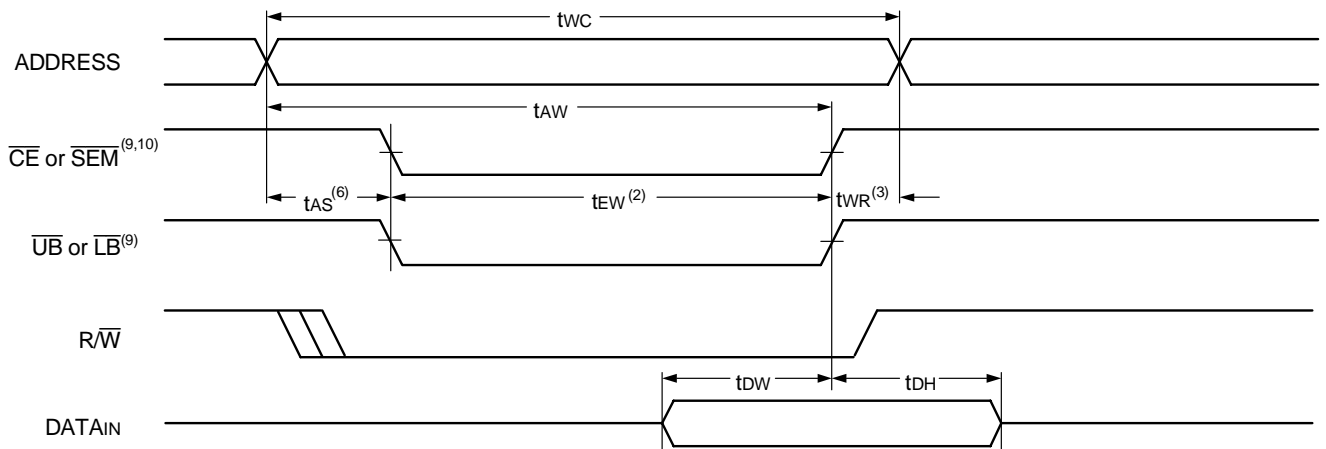 tWC
ADDRESS
tAW
CE or SEM(9,10)
tAS(6)
tEW(2)
tWR(3)
UB or LB(9)
R/W
tDW
tDH
DATAIN